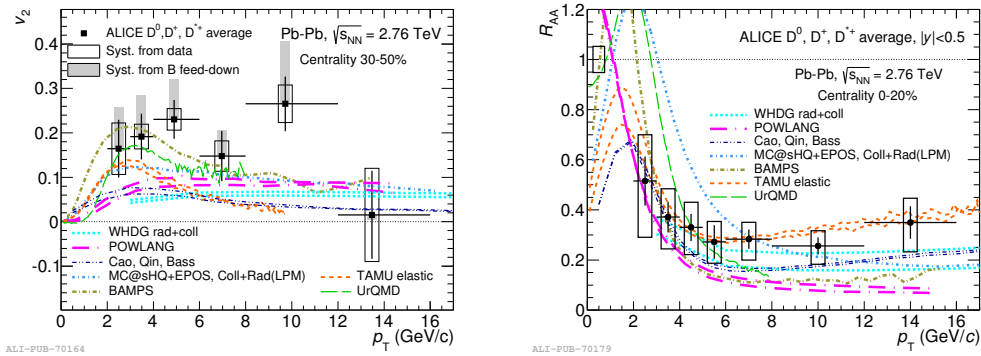 v₂
0.4
0.3
0.2
0.1
0
-0.1
ALICE D⁰,D⁺, D*⁺ average
Syst. from data
Syst. from B feed-down
Pb-Pb, √sNN = 2.76 TeV
Centrality 30-50%
WHDG rad+coll
POWLANG
Cao, Qin, Bass
MC@sHQ+EPOS, Coll+Rad(LPM)
BAMPS
TAMU elastic
UrQMD
0 2 4 6 8 10 12 14 16
pT (GeV/c)
ALI-PUB-70164
RAA
1.2
1
0.8
0.6
0.4
0.2
0
ALICE D⁰, D⁺, D*⁺ average, |y|<0.5
Pb-Pb, √sNN = 2.76 TeV
Centrality 0-20%
WHDG rad+coll
POWLANG
Cao, Qin, Bass
MC@sHQ+EPOS, Coll+Rad(LPM)
BAMPS
TAMU elastic
UrQMD
0 2 4 6 8 10 12 14 16
pT (GeV/c)
ALI-PUB-70179